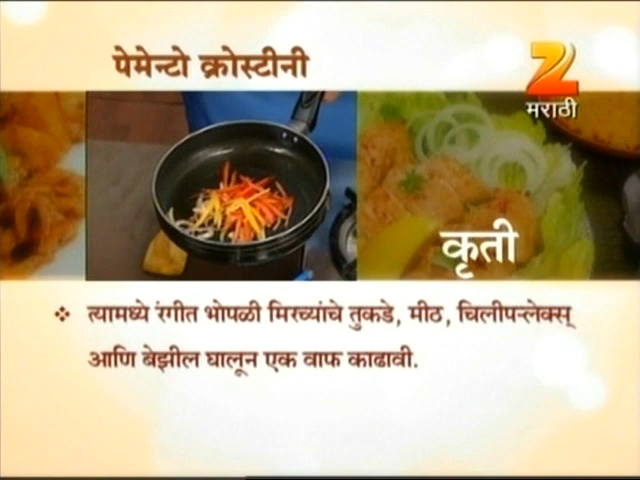 पेमेन्टो क्रोस्टीनी
मराठी
कृती
त्यामध्ये रंगीत भोपळी मिरच्यांचे तुकडे, मीठ, चिलीफ्लेक्स्
आणि बेझील घालून एक वाफ काढावी.